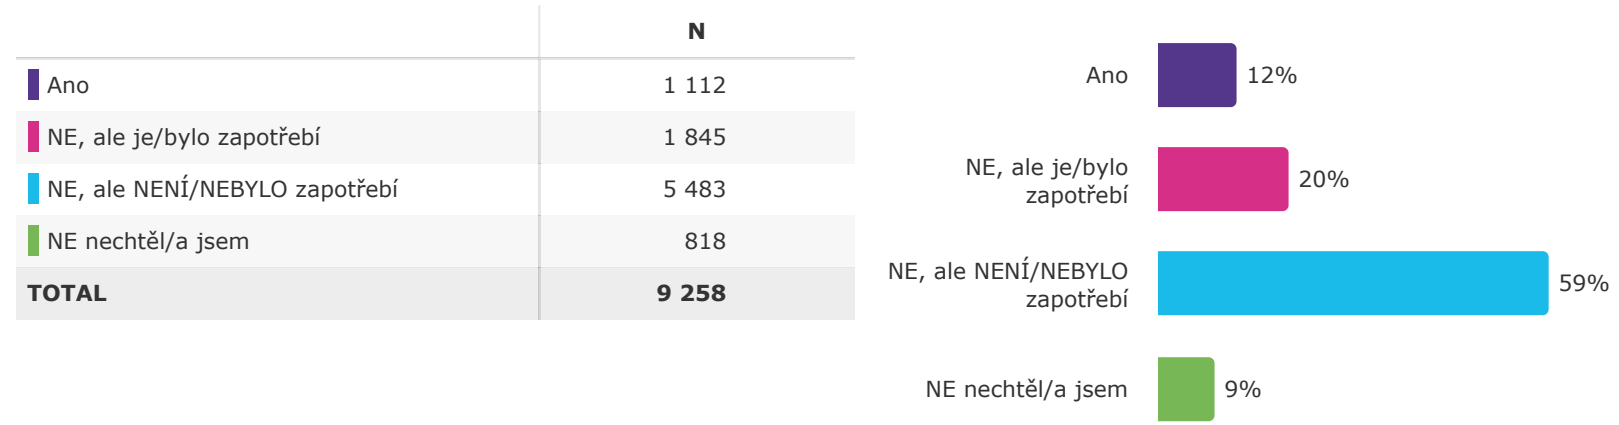 N
Ano 1 112
NE, ale je/bylo zapotřebí 1 845
NE, ale NENÍ/NEBYLO zapotřebí 5 483
NE nechtěl/a jsem 818
TOTAL 9 258
Ano 12%
NE, ale je/bylo
zapotřebí 20%
NE, ale NENÍ/NEBYLO
zapotřebí 59%
NE nechtěl/a jsem 9%